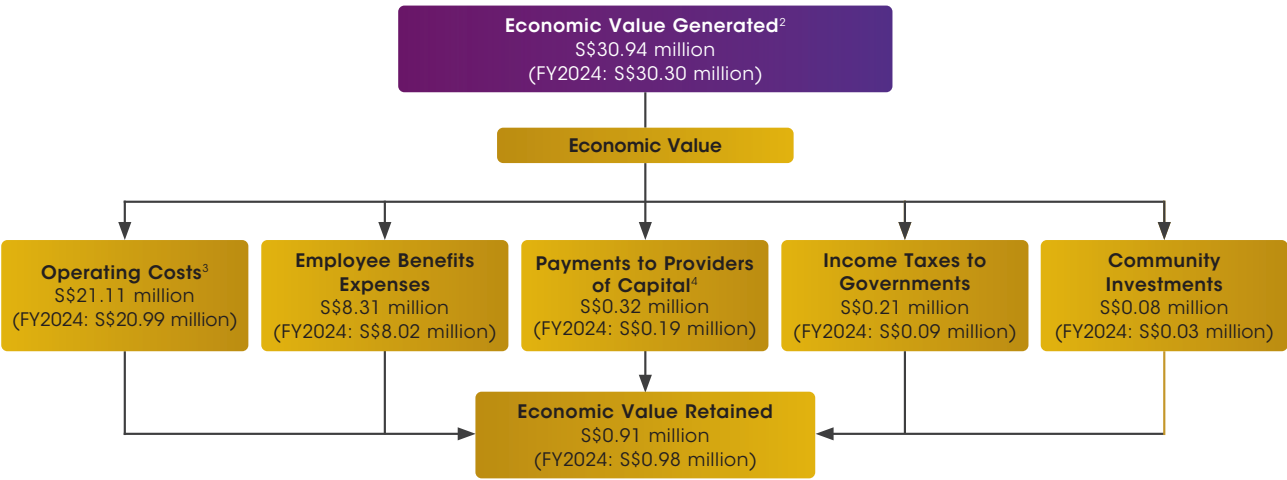 Economic Value Generated²
S$30.94 million
(FY2024: S$30.30 million)
Economic Value
Operating Costs³
S$21.11 million
(FY2024: S$20.99 million)
Employee Benefits
Expenses
S$8.31 million
(FY2024: S$8.02 million)
Payments to Providers
of Capital⁴
S$0.32 million
(FY2024: S$0.19 million)
Income Taxes to
Governments
S$0.21 million
(FY2024: S$0.09 million)
Community
Investments
S$0.08 million
(FY2024: S$0.03 million)
Economic Value Retained
S$0.91 million
(FY2024: S$0.98 million)